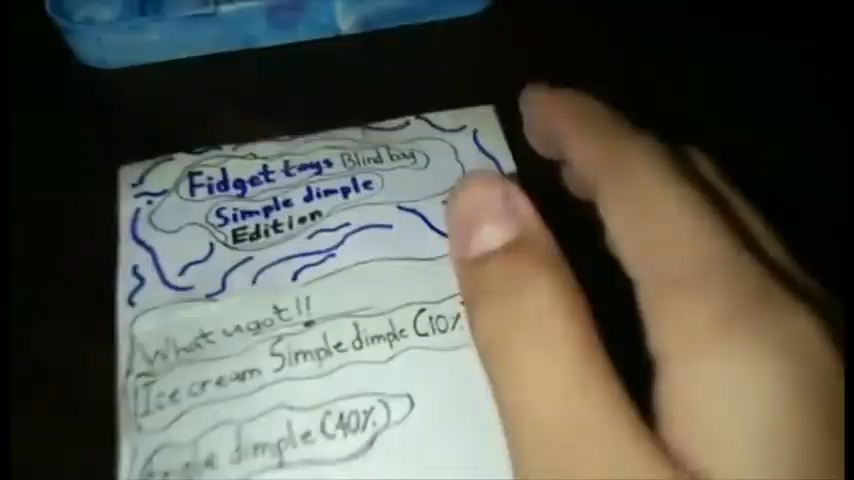 Fidget toys Blind bag
Simple dimple
Edition
What u got!!
Ice cream Simple dimple (10%
dimple (40%)